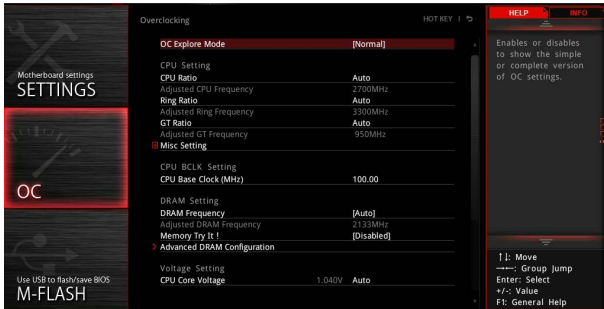 Overclocking
HOT KEY |
HELP
INFO
OC Explore Mode [Normal]
CPU Setting
CPU Ratio Auto
Adjusted CPU Frequency 2700MHz
Ring Ratio Auto
Adjusted Ring Frequency 3300MHz
GT Ratio Auto
Adjusted GT Frequency 950MHz
Misc Setting
CPU BCLK Setting
CPU Base Clock (MHz) 100.00
DRAM Setting
DRAM Frequency [Auto]
Adjusted DRAM Frequency 2133MHz
Memory Try It ! [Disabled]
Advanced DRAM Configuration
Voltage Setting
CPU Core Voltage 1.040V Auto
Motherboard settings
SETTINGS
OC
Use USB to flash/save BIOS
M-FLASH
Enables or disables
to show the simple
or complete version
of OC settings.
↑↓: Move
→←: Group Jump
Enter: Select
+/-: Value
F1: General Help